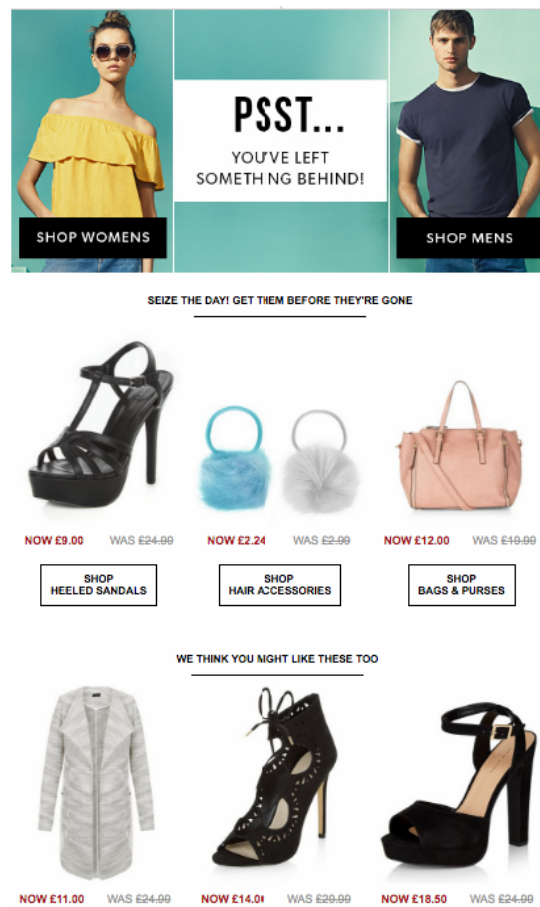 PSST...
YOU'VE LEFT
SOMETHING BEHIND!
SHOP WOMENS
SHOP MENS
SEIZE THE DAY! GET THEM BEFORE THEY'RE GONE
NOW £9.00 WAS £24.99
NOW £2.24 WAS £2.99
NOW £12.00 WAS £19.99
SHOP
HEELED SANDALS
SHOP
HAIR ACCESSORIES
SHOP
BAGS & PURSES
WE THINK YOU MIGHT LIKE THESE TOO
NOW £11.00 WAS £24.99
NOW WAS £29.99
NOW £18.50 WAS £24.99